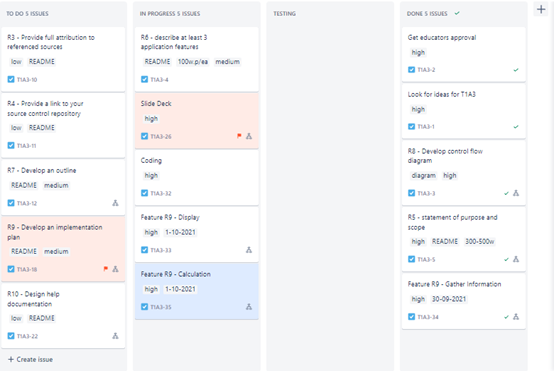 TO DO 5 ISSUES
R3 - Provide full attribution to
referenced sources
low README
T1A3-10
R4 - Provide a link to your
source control repository
low README
T1A3-11
R7 - Develop an outline
README medium
T1A3-12
R9 - Develop an implementation
plan
README medium
T1A3-18
R10 - Design help
documentation
low README
T1A3-22
+ Create issue
IN PROGRESS 5 ISSUES
R6 - describe at least 3
application features
README 100w.p/ea medium
T1A3-4
Slide Deck
high
T1A3-26
Coding
high
T1A3-32
Feature R9 - Display
high 1-10-2021
T1A3-33
Feature R9 - Calculation
high 1-10-2021
T1A3-35
TESTING
DONE 5 ISSUES
Get educators approval
high
T1A3-2
Look for ideas for T1A3
high
T1A3-1
R8 - Develop control flow
diagram
diagram high
T1A3-3
R5 - statement of purpose and
scope
high README 300-500w
T1A3-5
Feature R9 - Gather Information
high 30-09-2021
T1A3-34